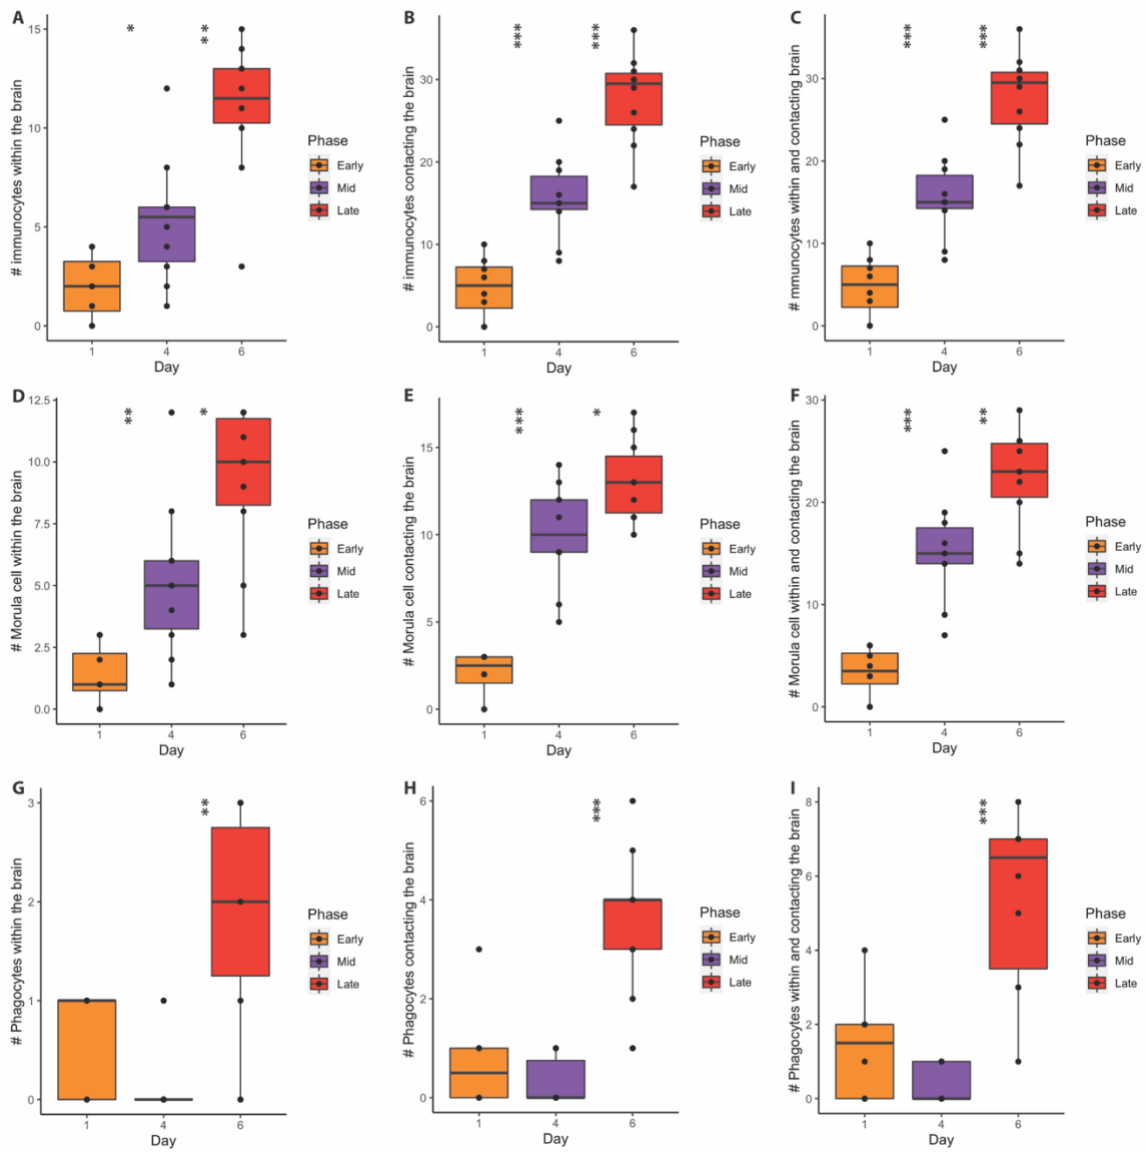 A
# immunocytes within the brain
15
10
5
0
*
**
1
4
6
Day
Phase
Early
Mid
Late
B
# immunocytes contacting the brain
30
20
10
0
***
***
1
4
6
Day
Phase
Early
Mid
Late
C
# mmunocytes within and contacting brain
30
20
10
0
***
***
1
4
6
Day
Phase
Early
Mid
Late
D
# Morula cell within the brain
12.5
10.0
7.5
5.0
2.5
0.0
**
*
1
4
6
Day
Phase
Early
Mid
Late
E
# Morula cell contacting the brain
15
10
5
0
***
*
1
4
6
Day
Phase
Early
Mid
Late
F
# Morula cell within and contacting the brain
30
20
10
0
***
**
1
4
6
Day
Phase
Early
Mid
Late
G
# Phagocytes within the brain
3
2
1
0
**
1
4
6
Day
Phase
Early
Mid
Late
H
# Phagocytes contacting the brain
6
4
2
0
***
1
4
6
Day
Phase
Early
Mid
Late
I
# Phagocytes within and contacting the brain
8
6
4
2
0
***
1
4
6
Day
Phase
Early
Mid
Late